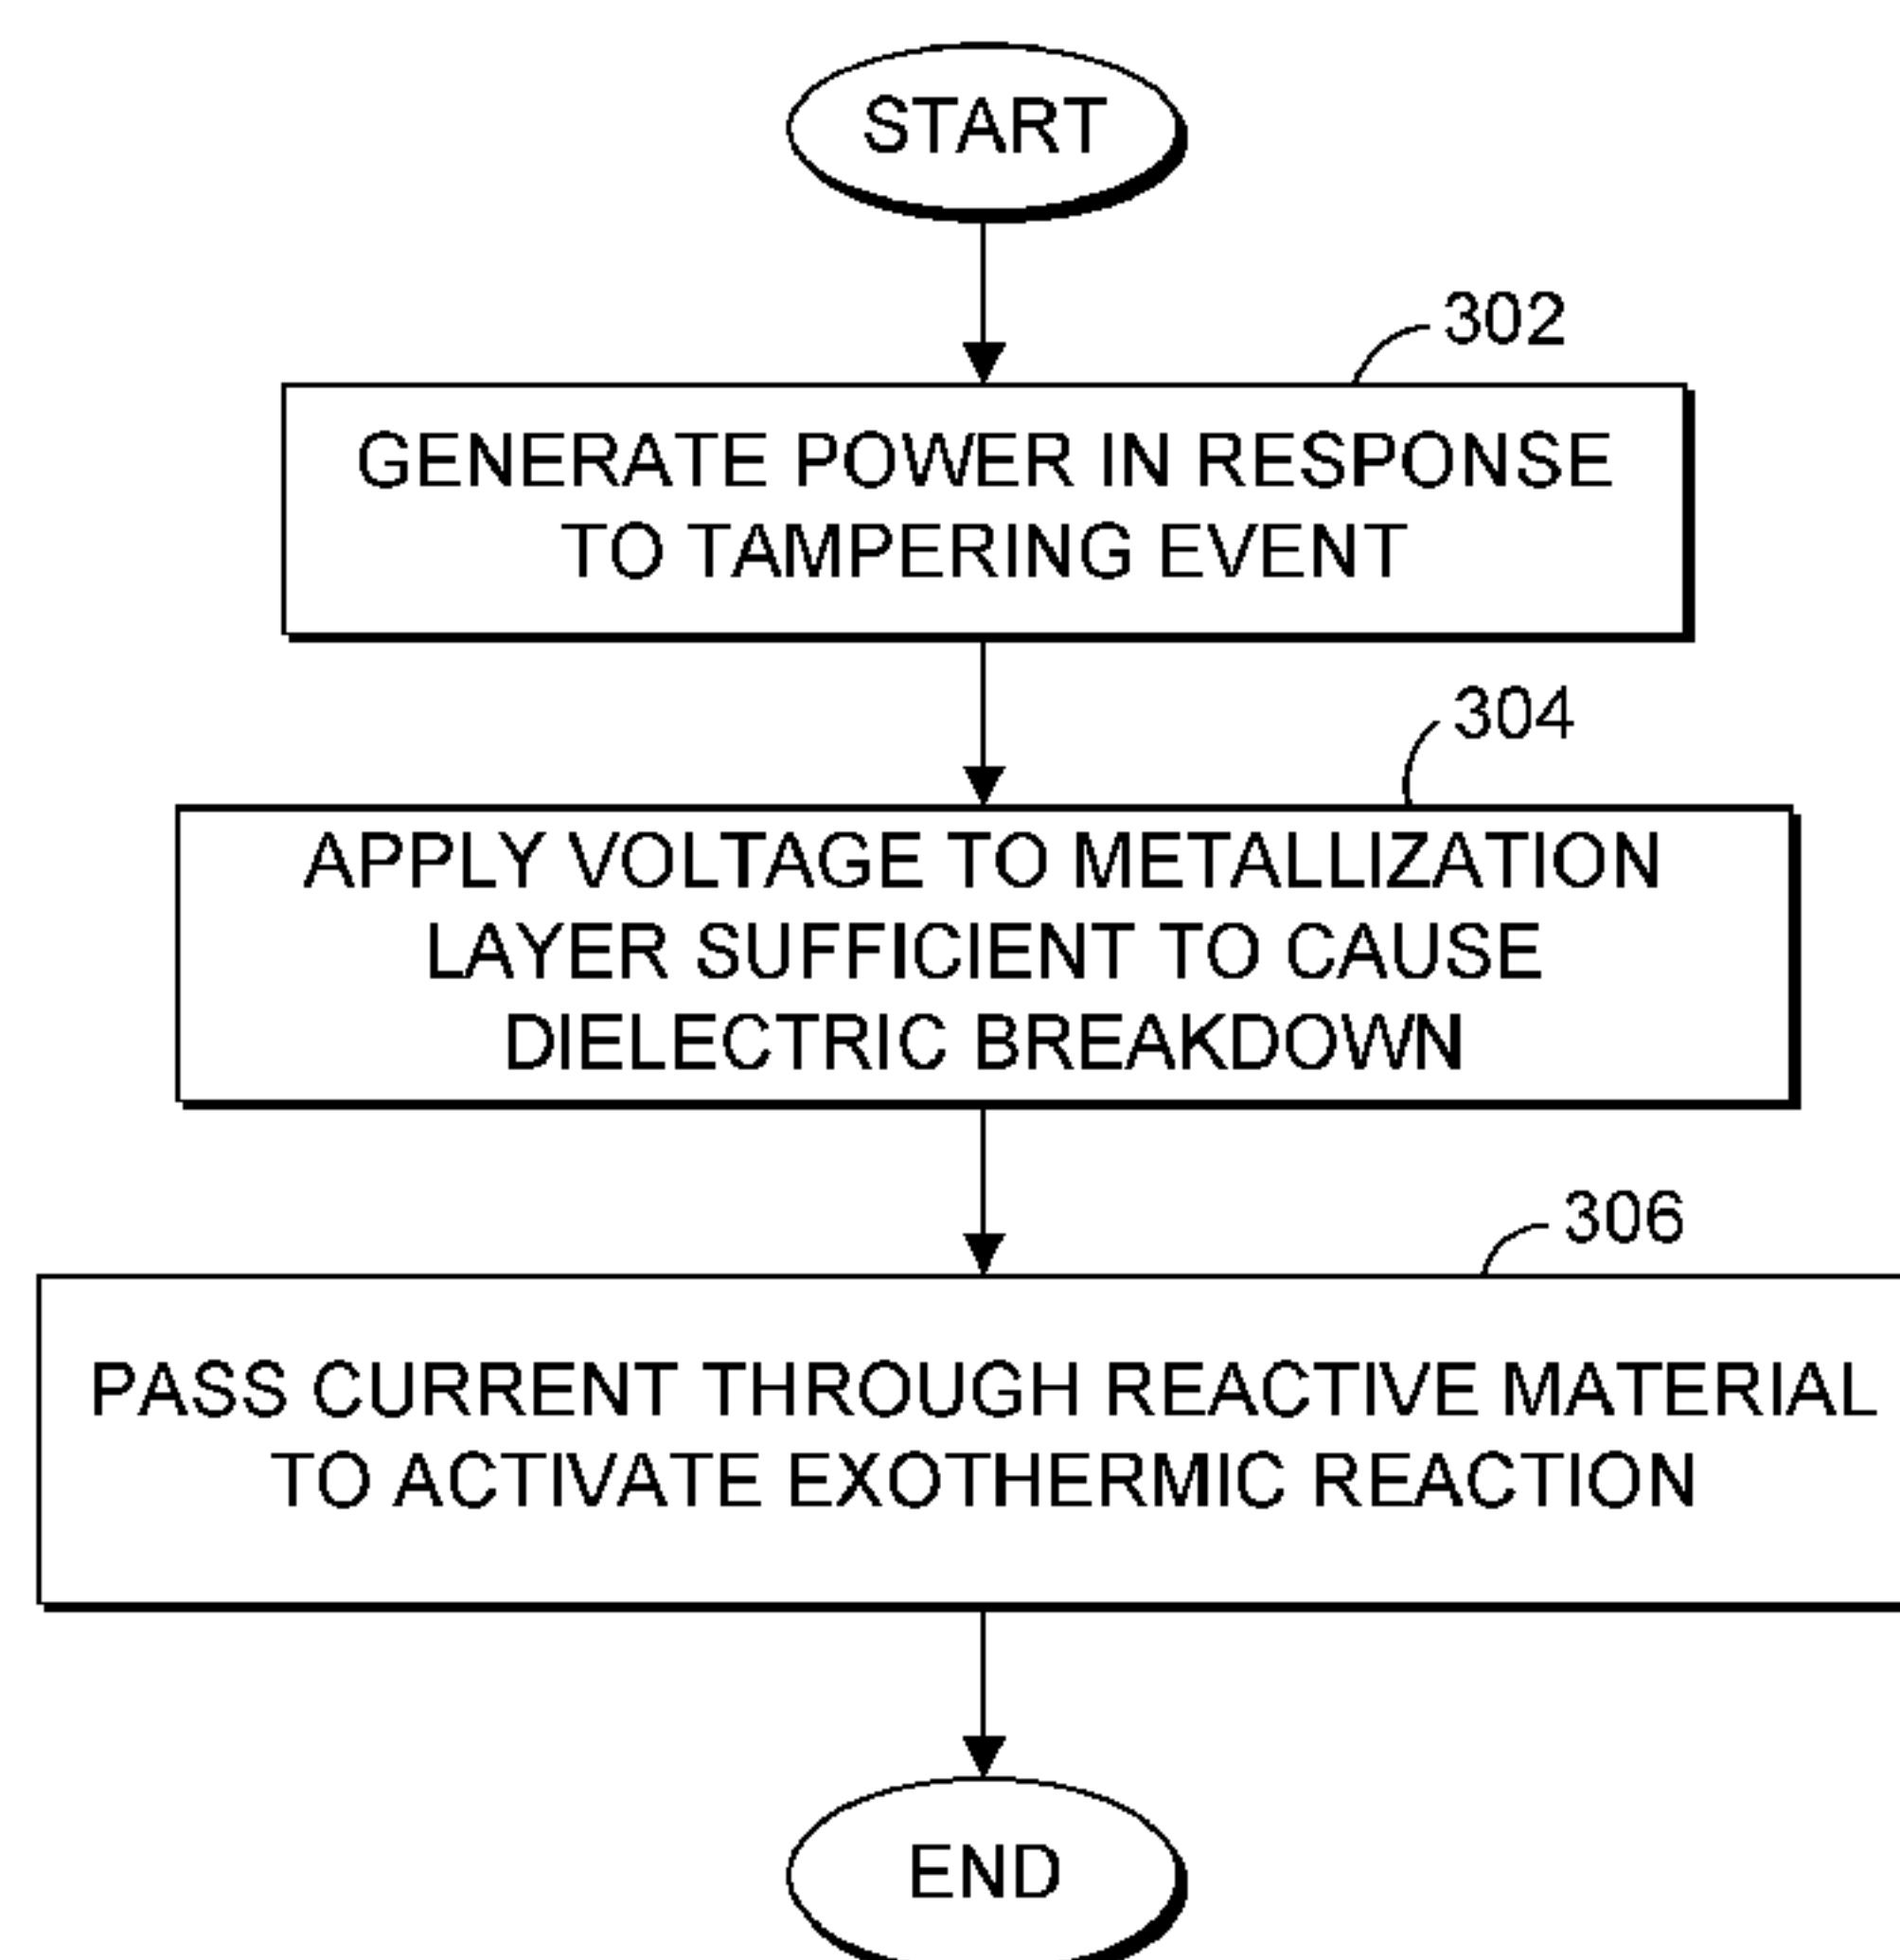 START
302
GENERATE POWER IN RESPONSE
TO TAMPERING EVENT
304
APPLY VOLTAGE TO METALLIZATION
LAYER SUFFICIENT TO CAUSE
DIELECTRIC BREAKDOWN
306
PASS CURRENT THROUGH REACTIVE MATERIAL
TO ACTIVATE EXOTHERMIC REACTION
END